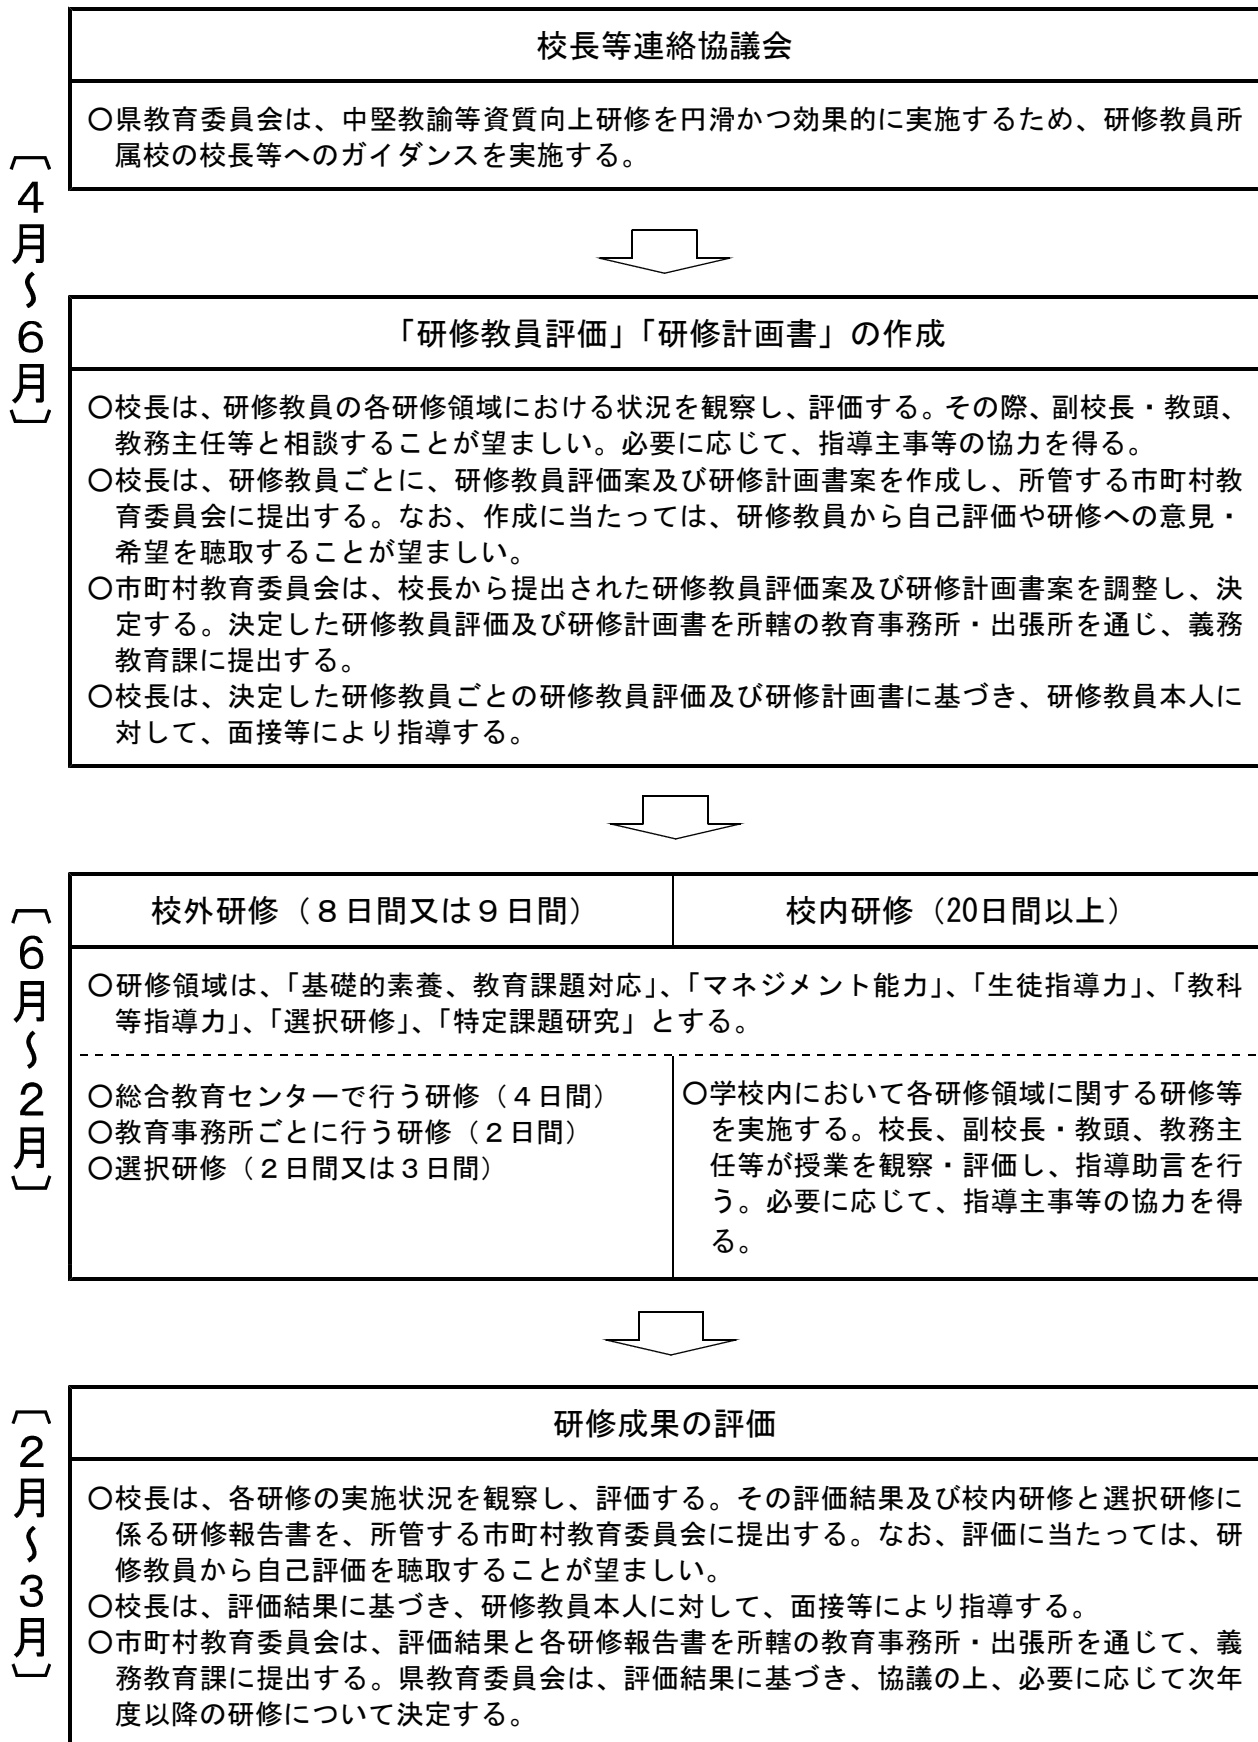 校長等連絡協議会
〇県教育委員会は、中堅教諭等資質向上研修を円滑かつ効果的に実施するため、研修教員所
属校の校長等へのガイダンスを実施する。
〔4月～6月〕
「研修教員評価」「研修計画書」の作成
〇校長は、研修教員の各研修領域における状況を観察し、評価する。その際、副校長・教頭、
教務主任等と相談することが望ましい。必要に応じて、指導主事等の協力を得る。
〇校長は、研修教員ごとに、研修教員評価案及び研修計画書案を作成し、所管する市町村教
育委員会に提出する。なお、作成に当たっては、研修教員から自己評価や研修への意見・
希望を聴取することが望ましい。
〇市町村教育委員会は、校長から提出された研修教員評価案及び研修計画書案を調整し、決
定する。決定した研修教員評価及び研修計画書を所轄の教育事務所・出張所を通じ、義務
教育課に提出する。
〇校長は、決定した研修教員ごとの研修教員評価及び研修計画書に基づき、研修教員本人に
対して、面接等により指導する。
〔6月～2月〕
校外研修（８日間又は９日間）
校内研修（20日間以上）
〇研修領域は、「基礎的素養、教育課題対応」、「マネジメント能力」、「生徒指導力」、「教科
等指導力」、「選択研修」、「特定課題研究」とする。
〇総合教育センターで行う研修（４日間）
〇教育事務所ごとに行う研修（２日間）
〇選択研修（２日間又は３日間）
〇学校内において各研修領域に関する研修等
を実施する。校長、副校長・教頭、教務主
任等が授業を観察・評価し、指導助言を行
う。必要に応じて、指導主事等の協力を得
る。
〔2月～3月〕
研修成果の評価
〇校長は、各研修の実施状況を観察し、評価する。その評価結果及び校内研修と選択研修に
係る研修報告書を、所管する市町村教育委員会に提出する。なお、評価に当たっては、研
修教員から自己評価を聴取することが望ましい。
〇校長は、評価結果に基づき、研修教員本人に対して、面接等により指導する。
〇市町村教育委員会は、評価結果と各研修報告書を所轄の教育事務所・出張所を通じて、義
務教育課に提出する。県教育委員会は、評価結果に基づき、協議の上、必要に応じて次年
度以降の研修について決定する。